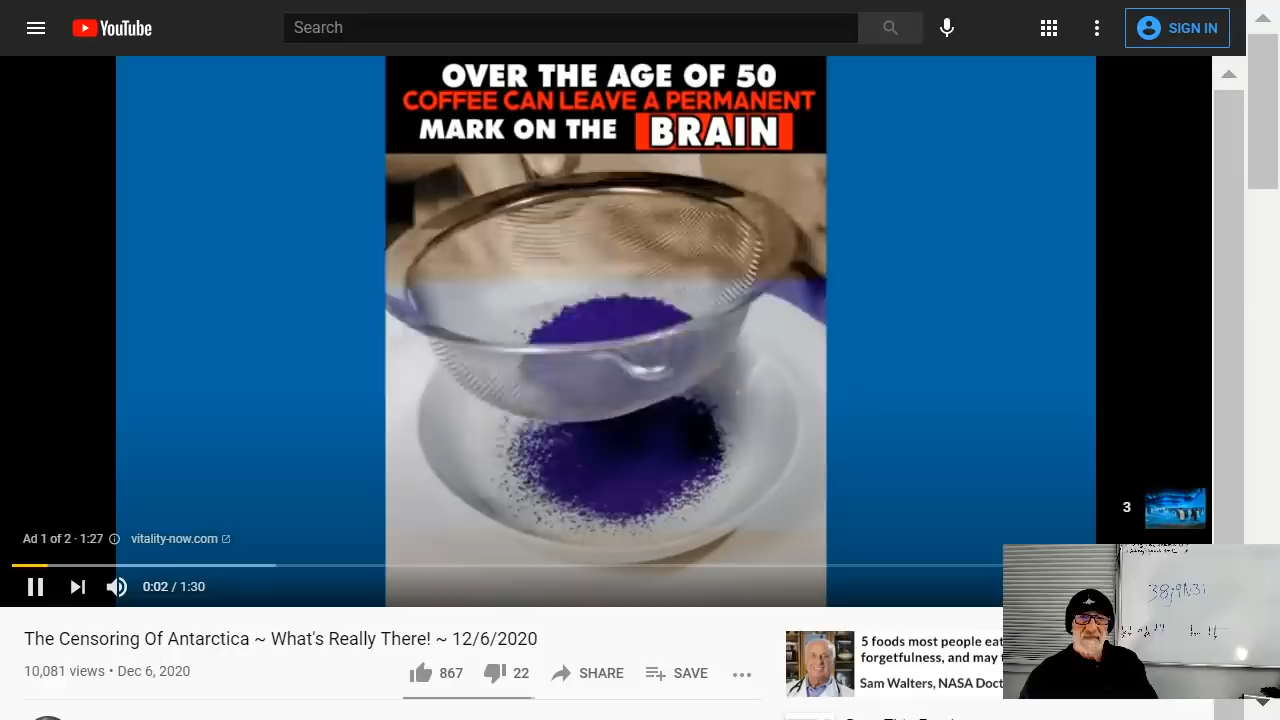 YouTube
Search
SIGN IN
OVER THE AGE OF 50
COFFEE CAN LEAVE A PERMANENT
MARK ON THE BRAIN
3
Ad 1 of 2 · 1:27 vitality-now.com
0:02 / 1:30
The Censoring Of Antarctica ~ What's Really There! ~ 12/6/2020
10,081 views • Dec 6, 2020
867 22 SHARE SAVE
5 foods most people eat
forgetfulness, and may
Sam Walters, NASA Doct